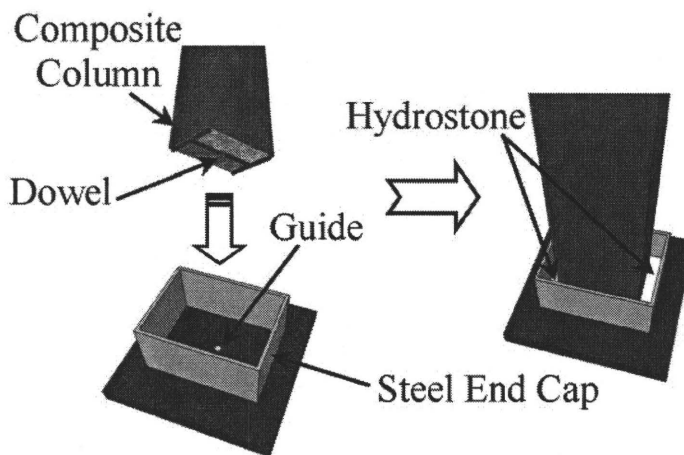 Composite
Column
Hydrostone
Dowel
Guide
Steel End Cap